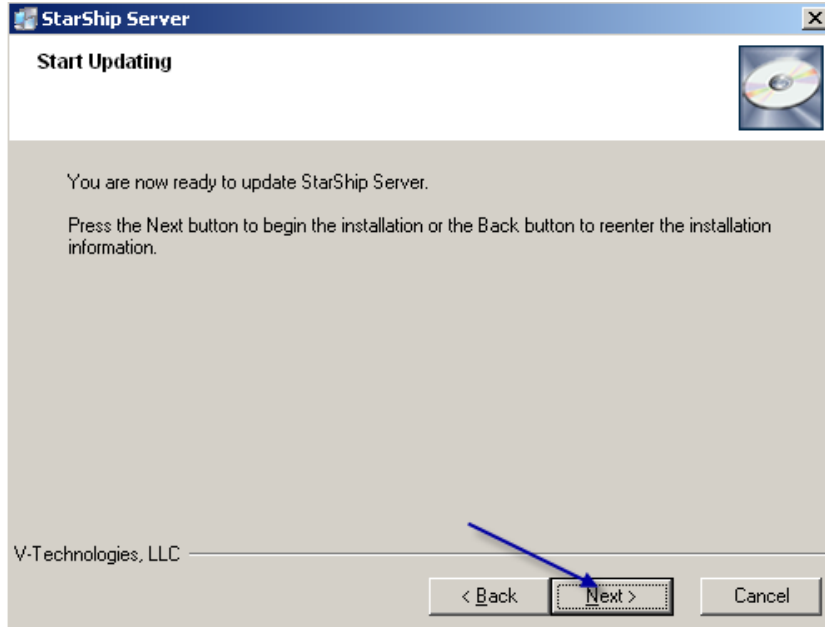 StarShip Server
Start Updating
You are now ready to update StarShip Server.
Press the Next button to begin the installation or the Back button to reenter the installation
information.
V-Technologies, LLC
< Back
Next >
Cancel